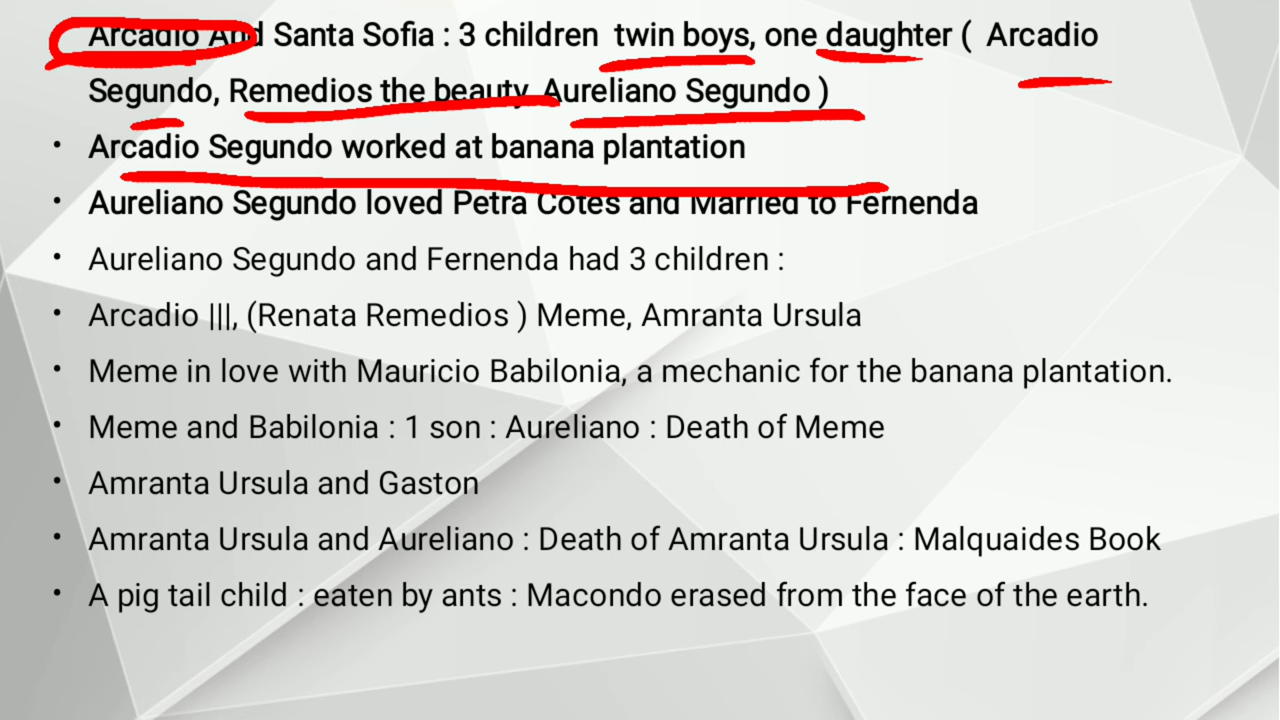 Arcadio And Santa Sofia : 3 children twin boys, one daughter ( Arcadio
Segundo, Remedios the beauty, Aureliano Segundo )
• Arcadio Segundo worked at banana plantation
• Aureliano Segundo loved Petra Cotes and Married to Fernenda
• Aureliano Segundo and Fernenda had 3 children :
• Arcadio |||, (Renata Remedios ) Meme, Amranta Ursula
• Meme in love with Mauricio Babilonia, a mechanic for the banana plantation.
• Meme and Babilonia : 1 son : Aureliano : Death of Meme
• Amranta Ursula and Gaston
• Amranta Ursula and Aureliano : Death of Amranta Ursula : Malquaides Book
• A pig tail child : eaten by ants : Macondo erased from the face of the earth.